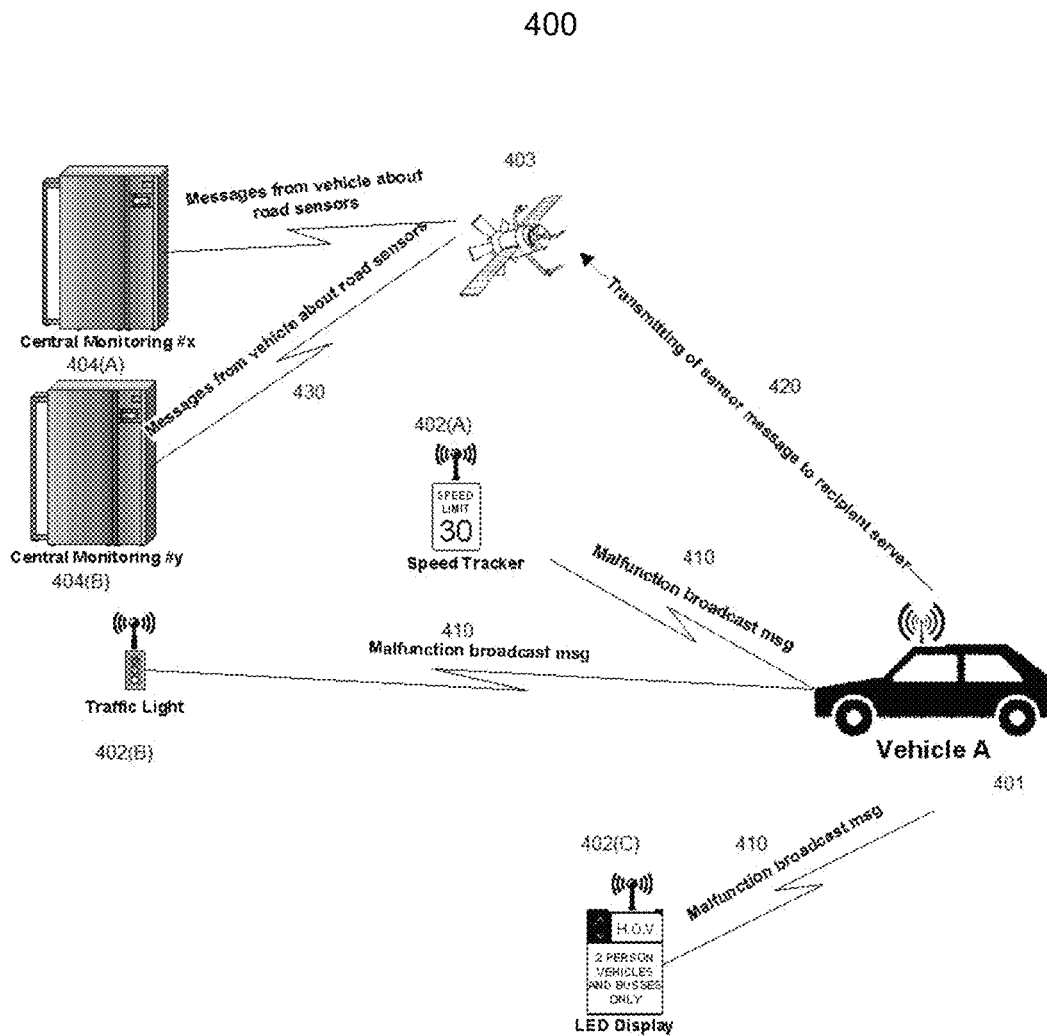 400
403
Messages from vehicle about
road sensors
Central Monitoring #x
404(A)
Messages from vehicle about road sensors
430
Transmitting of sensor message to recipient server
420
402(A)
SPEED
LIMIT
30
Speed Tracker
Central Monitoring #y
404(B)
410
Malfunction broadcast msg
410
Malfunction broadcast msg
Traffic Light
402(B)
Vehicle A
401
402(C)
410
Malfunction broadcast msg
H.O.V
2 PERSON
VEHICLES
AND BUSSES
ONLY
LED Display